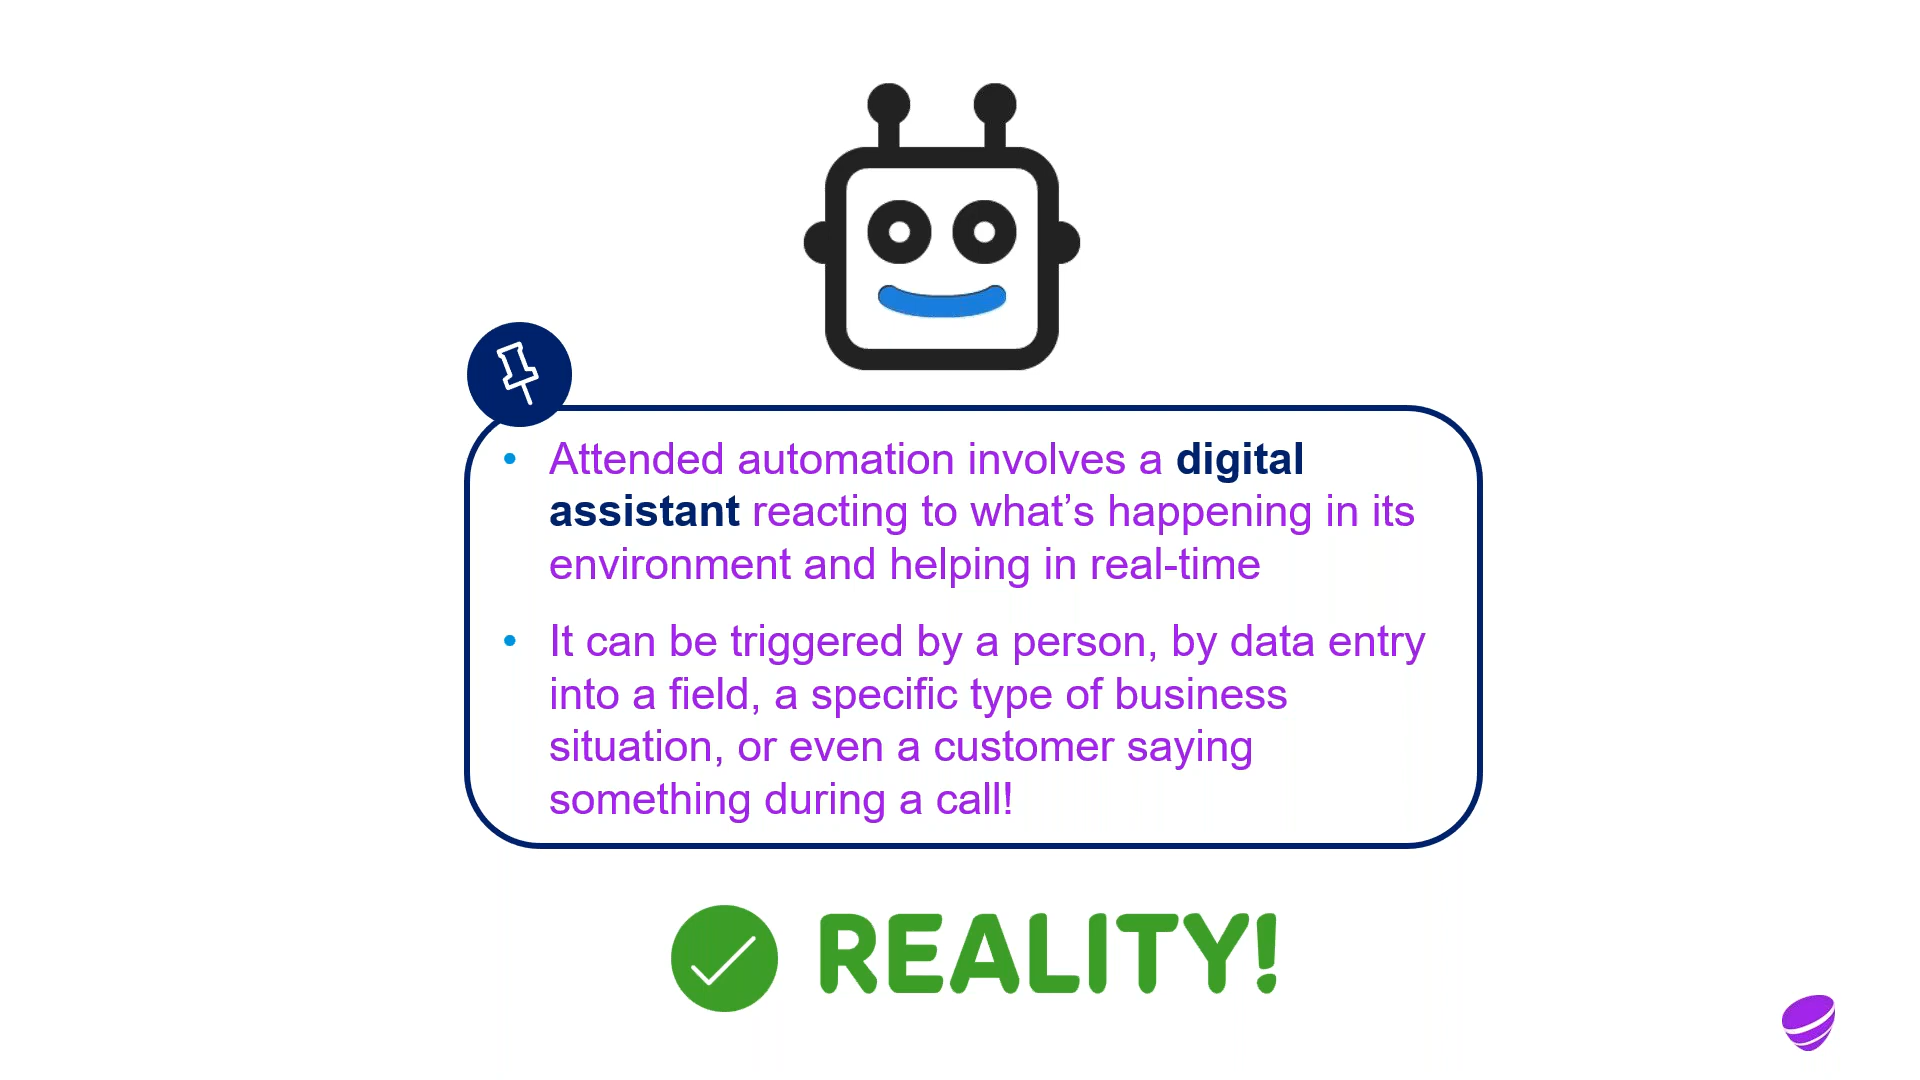 • Attended automation involves a digital
assistant reacting to what’s happening in its
environment and helping in real-time
• It can be triggered by a person, by data entry
into a field, a specific type of business
situation, or even a customer saying
something during a call!
REALITY!